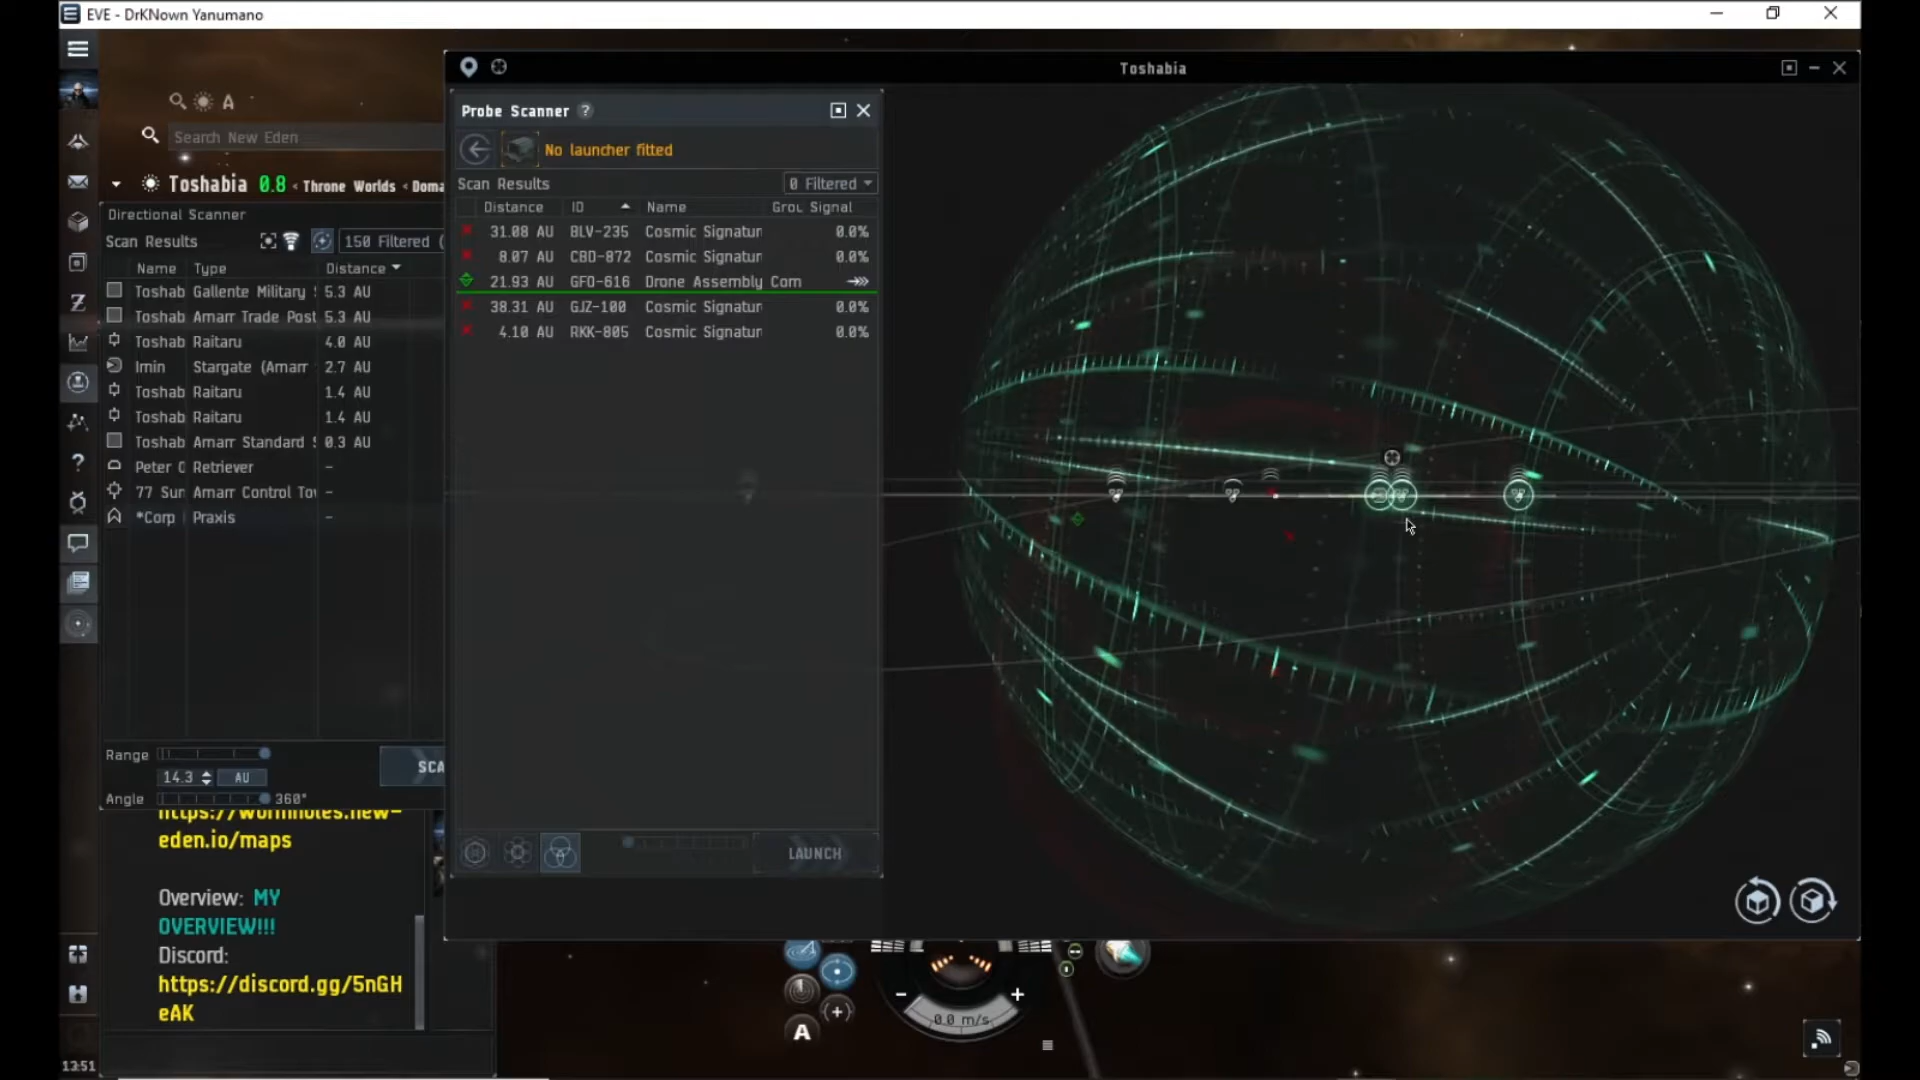 EVE - DrKNown Yanumano
Toshabia
A
Search New Eden
Toshabia 0.8 < Throne Worlds < Doma
Directional Scanner
Scan Results
150 Filtered (
Name Type Distance
Toshab Gallente Military S 5.3 AU
Toshab Amarr Trade Post 5.3 AU
Toshab Raitaru 4.0 AU
Imin Stargate (Amarr 2.7 AU
Toshab Raitaru 1.4 AU
Toshab Raitaru 1.4 AU
Toshab Amarr Standard S 0.3 AU
Peter Retriever -
77 Sun Amarr Control Tow -
*Corp Praxis -
Range
14.3 AU
SCA
Angle 360°
Probe Scanner ?
No launcher fitted
Scan Results 0 Filtered
Distance ID Name Grou Signal
31.08 AU BLV-235 Cosmic Signatur 0.0%
8.07 AU CBD-872 Cosmic Signatur 0.0%
21.93 AU GFO-616 Drone Assembly Com
38.31 AU GJZ-100 Cosmic Signatur 0.0%
4.10 AU RKK-805 Cosmic Signatur 0.0%
LAUNCH
https://wormholes.new-
eden.io/maps
Overview: MY
OVERVIEW!!!
Discord:
https://discord.gg/5nGH
eAK
A
0.0 m/s
13:51